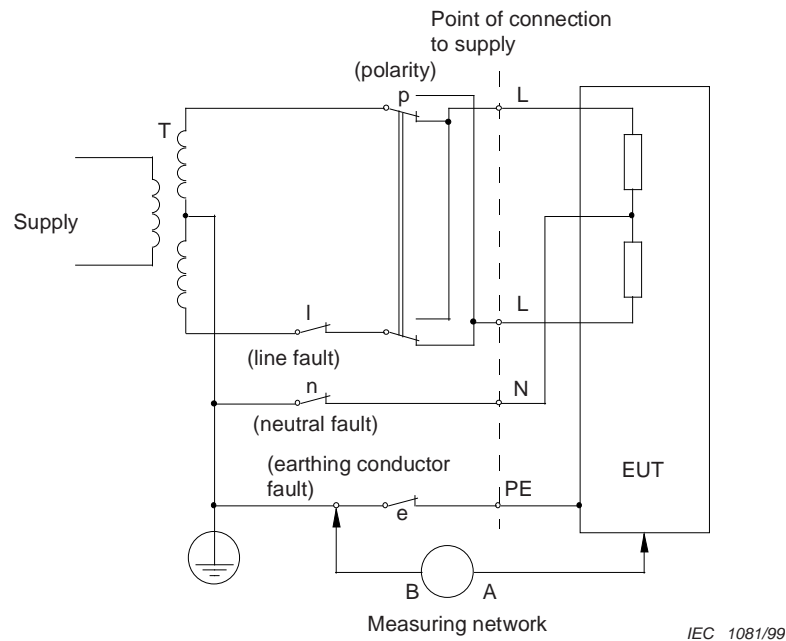 Point of connection
to supply
(polarity)
p
L
T
Supply
l
L
(line fault)
n
N
(neutral fault)
(earthing conductor
fault)
PE
EUT
e
B
A
Measuring network
IEC 1081/99